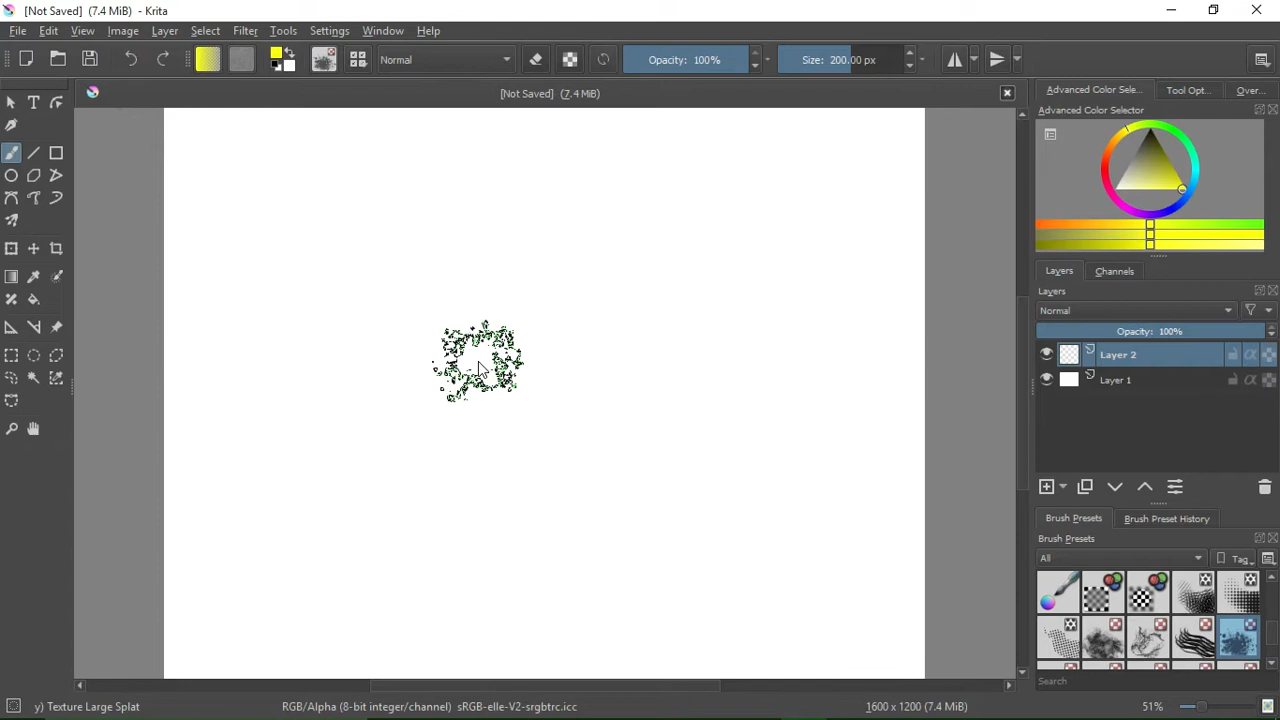 [Not Saved] (7.4 MiB) - Krita
File Edit View Image Layer Select Filter Tools Settings Window Help
Normal Opacity: 100% Size: 200.00 px
[Not Saved] (7.4 MiB)
Advanced Color Sele... Tool Opt... Over...
Advanced Color Selector
Layers Channels
Layers
Normal
Opacity: 100%
Layer 2
Layer 1
Brush Presets Brush Preset History
Brush Presets
All Tag
Search
y) Texture Large Splat RGB/Alpha (8-bit integer/channel) sRGB-elle-V2-srgbtrc.icc 1600 x 1200 (7.4 MiB) 51%